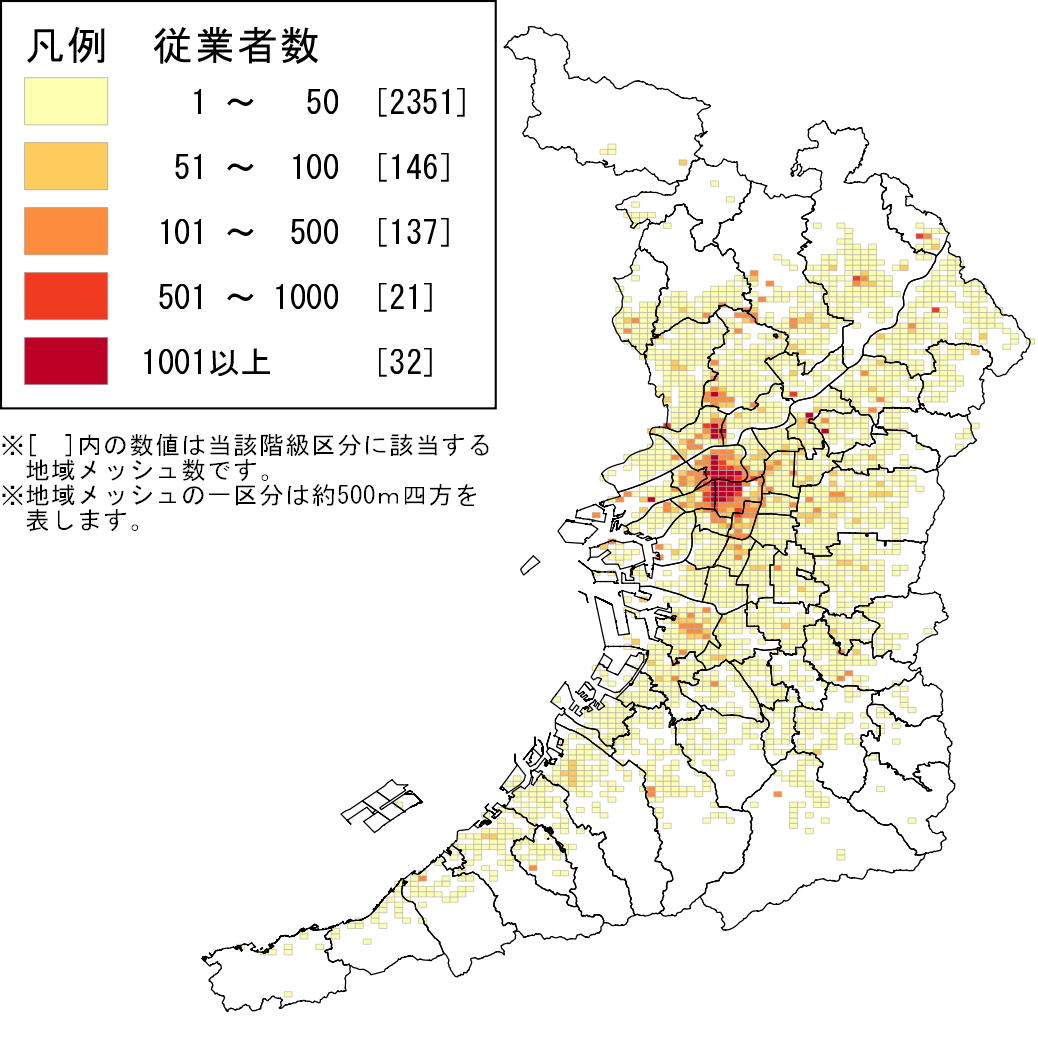 凡例　従業者数
1 ～ 50 [2351]
51 ～ 100 [146]
101 ～ 500 [137]
501 ～ 1000 [21]
1001以上 [32]
※[　]内の数値は当該階級区分に該当する
地域メッシュ数です。
※地域メッシュの一区分は約500ｍ四方を
表します。